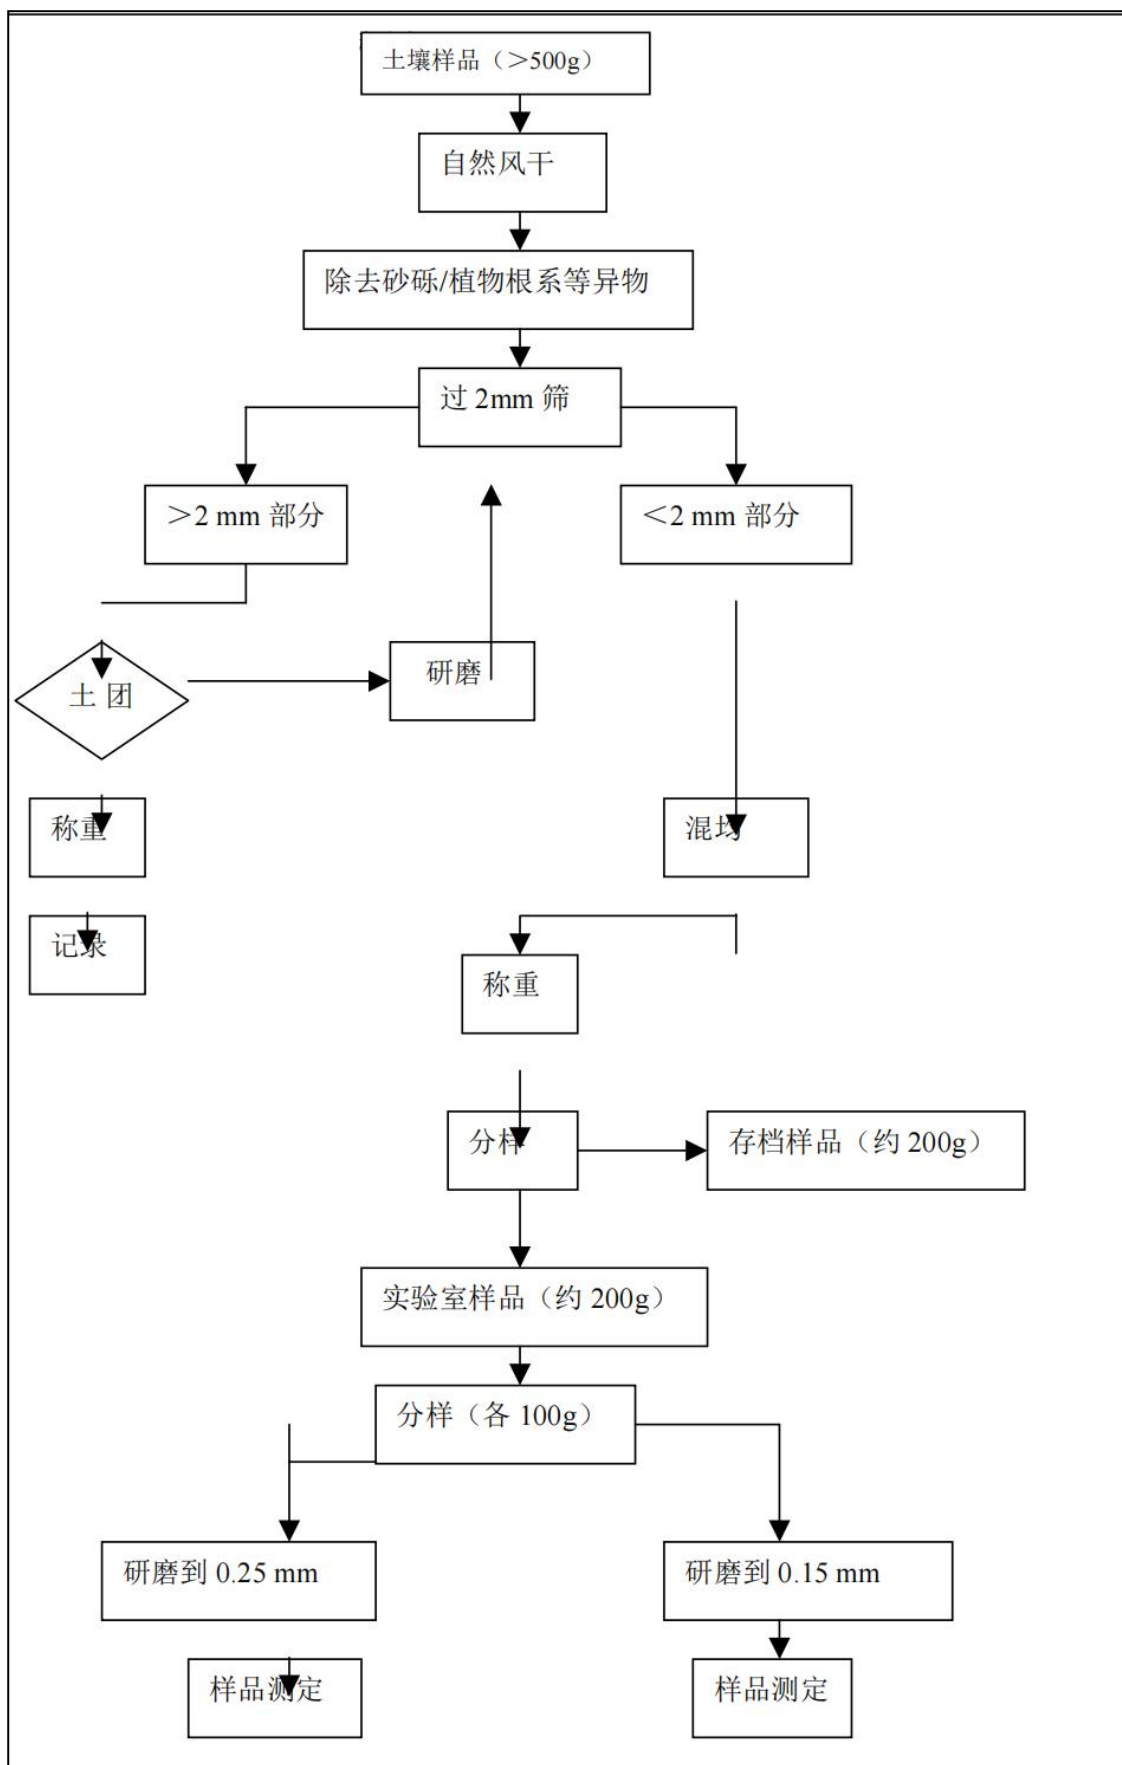 土壤样品（＞500g）
自然风干
除去砂砾/植物根系等异物
过 2mm 筛
＞2 mm 部分
＜2 mm 部分
土 团
研磨
称重
混均
记录
称重
分样
存档样品（约 200g）
实验室样品（约 200g）
分样（各 100g）
研磨到 0.25 mm
研磨到 0.15 mm
样品测定
样品测定